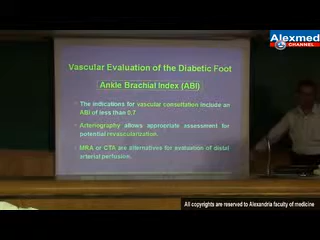 Alexmed
CHANNEL
Vascular Evaluation of the Diabetic Foot
Ankle Brachial Index (ABI)
The indications for vascular consultation include an
ABI of less than 0.7
Arteriography allows appropriate assessment for
potential revascularization.
MRA or CTA are alternatives for evaluation of distal
arterial perfusion.
All copyrights are reserved to Alexandria faculty of medicine